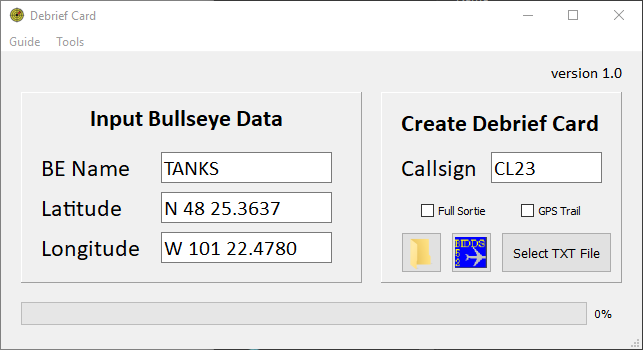 Debrief Card
Guide Tools
version 1.0
Input Bullseye Data
BE Name TANKS
Latitude N 48 25.3637
Longitude W 101 22.4780
Create Debrief Card
Callsign CL23
Full Sortie GPS Trail
Select TXT File
0%